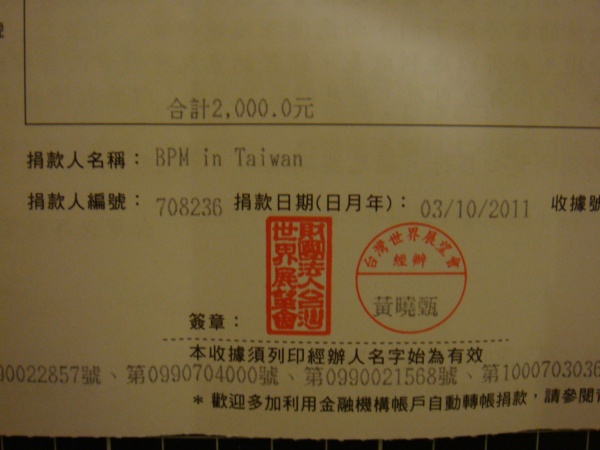 合計2,000.0元
捐款人名稱：BPM in Taiwan
捐款人編號：708236 捐款日期(日月年)：03/10/2011 收據號
財團法人台灣
世界展望會
台灣世界展望會
經辦
黃曉甄
簽章：
本收據須列印經辦人名字始為有效
90022857號、第0990704000號、第0990021568號、第1000703036
* 歡迎多加利用金融機構帳戶自動轉帳捐款，請參閱